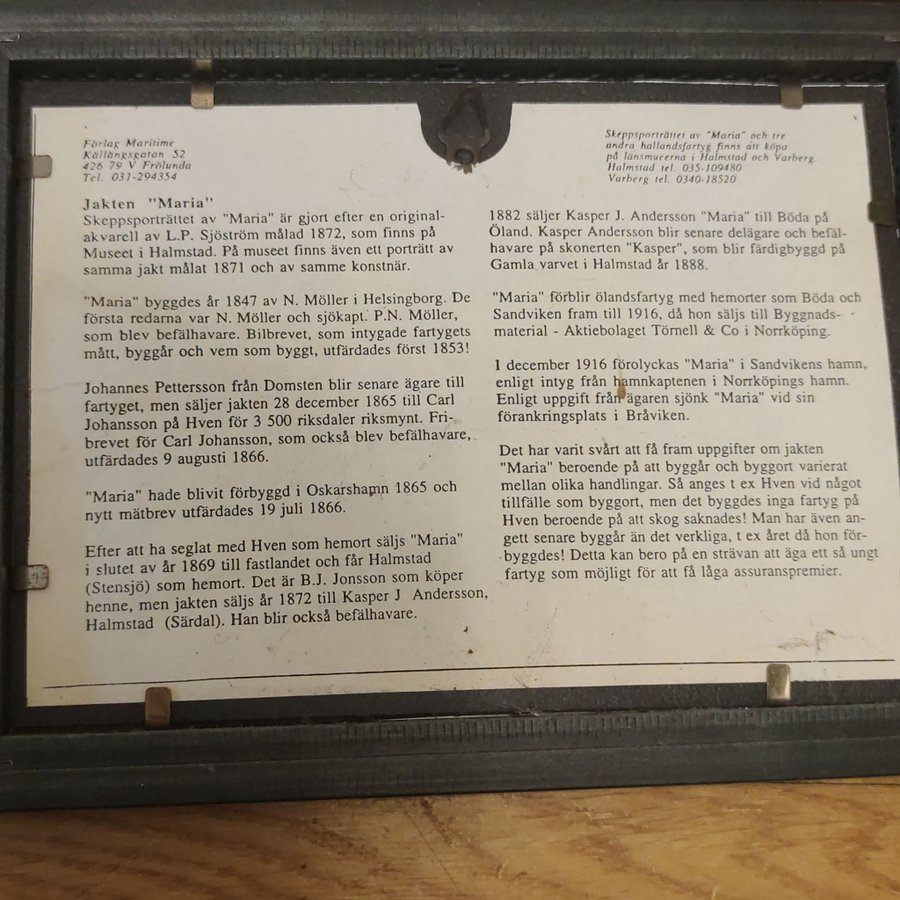 Förlag Maritime
Källängsgatan 52
426 79 V Frölunda
Tel. 031-294354
Skeppsporträttet av "Maria" och tre
andra hallandsfartyg finns att köpa
på länsmuseerna i Halmstad och Varberg.
Halmstad tel. 035-109480
Varberg tel. 0340-18520
Jakten "Maria"
Skeppsporträttet av "Maria" är gjort efter en original-
akvarell av L.P. Sjöström målad 1872, som finns på
Museet i Halmstad. På museet finns även ett porträtt av
samma jakt målat 1871 och av samme konstnär.
"Maria" byggdes år 1847 av N. Möller i Helsingborg. De
första redarna var N. Möller och sjökapt. P.N. Möller,
som blev befälhavare. Bilbrevet, som intygade fartygets
mått, byggår och vem som byggt, utfärdades först 1853!
Johannes Pettersson från Domsten blir senare ägare till
fartyget, men säljer jakten 28 december 1865 till Carl
Johansson på Hven för 3 500 riksdaler riksmynt. Fri-
brevet för Carl Johansson, som också blev befälhavare,
utfärdades 9 augusti 1866.
"Maria" hade blivit förbyggd i Oskarshamn 1865 och
nytt mätbrev utfärdades 19 juli 1866.
Efter att ha seglat med Hven som hemort säljs "Maria"
i slutet av år 1869 till fastlandet och får Halmstad
(Stensjö) som hemort. Det är B.J. Jonsson som köper
henne, men jakten säljs år 1872 till Kasper J Andersson,
Halmstad (Särdal). Han blir också befälhavare.
1882 säljer Kasper J. Andersson "Maria" till Böda på
Öland. Kasper Andersson blir senare delägare och befäl-
havare på skonerten "Kasper", som blir färdigbyggd på
Gamla varvet i Halmstad år 1888.
"Maria" förblir ölandsfartyg med hemorter som Böda och
Sandviken fram till 1916, då hon säljs till Byggnads-
material - Aktiebolaget Törnell & Co i Norrköping.
I december 1916 förolyckas "Maria" i Sandvikens hamn,
enligt intyg från hamnkaptenen i Norrköpings hamn.
Enligt uppgift från ägaren sjönk "Maria" vid sin
förankringsplats i Bråviken.
Det har varit svårt att få fram uppgifter om jakten
"Maria" beroende på att byggår och byggort varierat
mellan olika handlingar. Så anges t ex Hven vid något
tillfälle som byggort, men det byggdes inga fartyg på
Hven beroende på att skog saknades! Man har även an-
gett senare byggår än det verkliga, t ex året då hon för-
byggdes! Detta kan bero på en strävan att äga ett så ungt
fartyg som möjligt för att få låga assuranspremier.